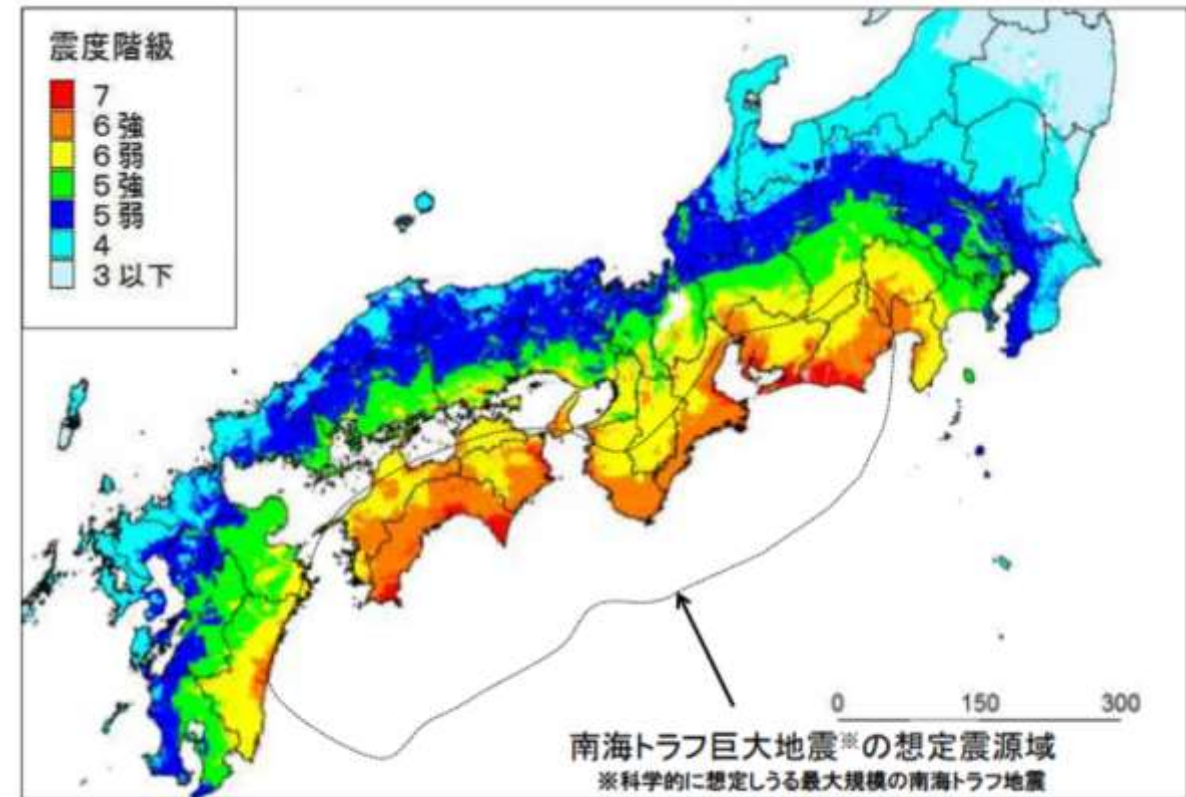 震度階級
7
6強
6弱
5強
5弱
4
3以下
0 150 300
南海トラフ巨大地震※の想定震源域
※科学的に想定しうる最大規模の南海トラフ地震